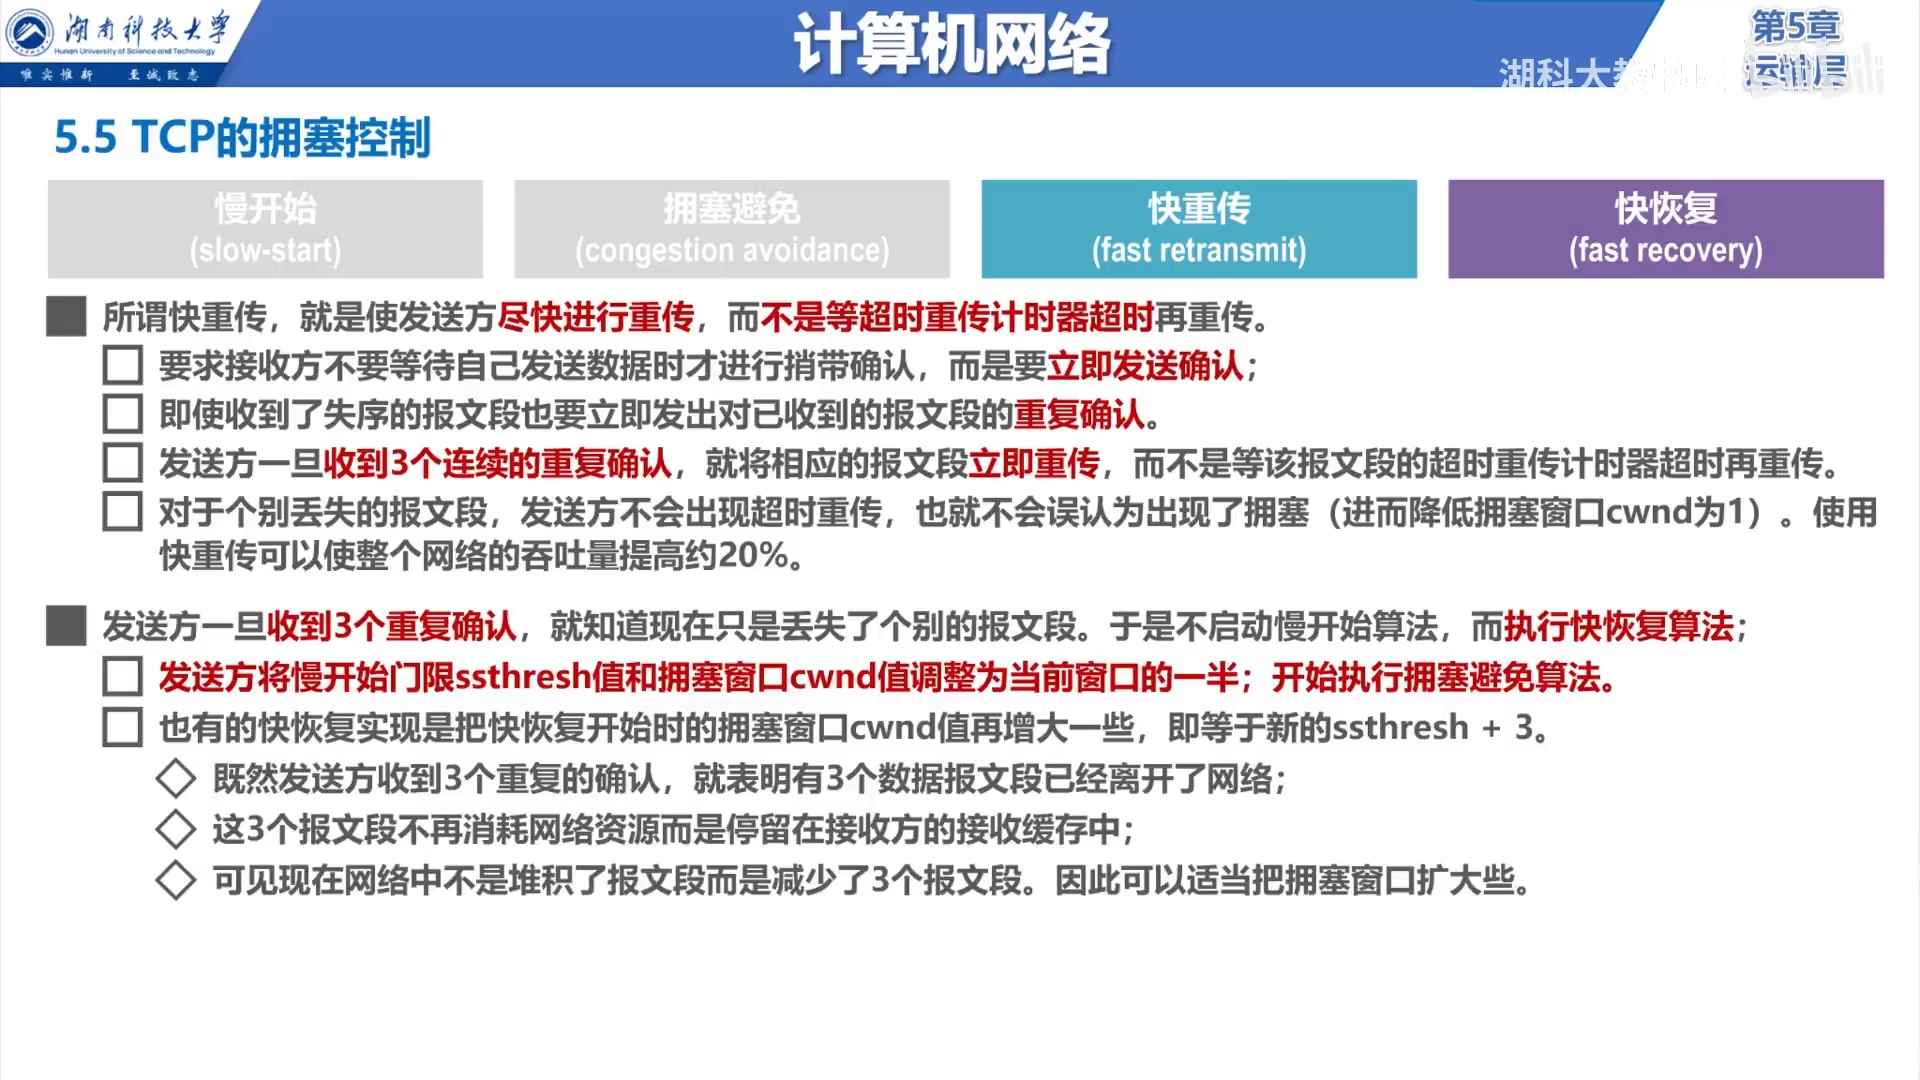 湖南科技大学
Hunan University of Science and Technology
唯实惟新 至诚致志
计算机网络
第5章
运输层
湖科大教
5.5 TCP的拥塞控制
慢开始
(slow-start)
拥塞避免
(congestion avoidance)
快重传
(fast retransmit)
快恢复
(fast recovery)
所谓快重传，就是使发送方尽快进行重传，而不是等超时重传计时器超时再重传。
要求接收方不要等待自己发送数据时才进行捎带确认，而是要立即发送确认；
即使收到了失序的报文段也要立即发出对已收到的报文段的重复确认。
发送方一旦收到3个连续的重复确认，就将相应的报文段立即重传，而不是等该报文段的超时重传计时器超时再重传。
对于个别丢失的报文段，发送方不会出现超时重传，也就不会误认为出现了拥塞（进而降低拥塞窗口cwnd为1）。使用
快重传可以使整个网络的吞吐量提高约20%。
发送方一旦收到3个重复确认，就知道现在只是丢失了个别的报文段。于是不启动慢开始算法，而执行快恢复算法；
发送方将慢开始门限ssthresh值和拥塞窗口cwnd值调整为当前窗口的一半；开始执行拥塞避免算法。
也有的快恢复实现是把快恢复开始时的拥塞窗口cwnd值再增大一些，即等于新的ssthresh + 3。
既然发送方收到3个重复的确认，就表明有3个数据报文段已经离开了网络；
这3个报文段不再消耗网络资源而是停留在接收方的接收缓存中；
可见现在网络中不是堆积了报文段而是减少了3个报文段。因此可以适当把拥塞窗口扩大些。